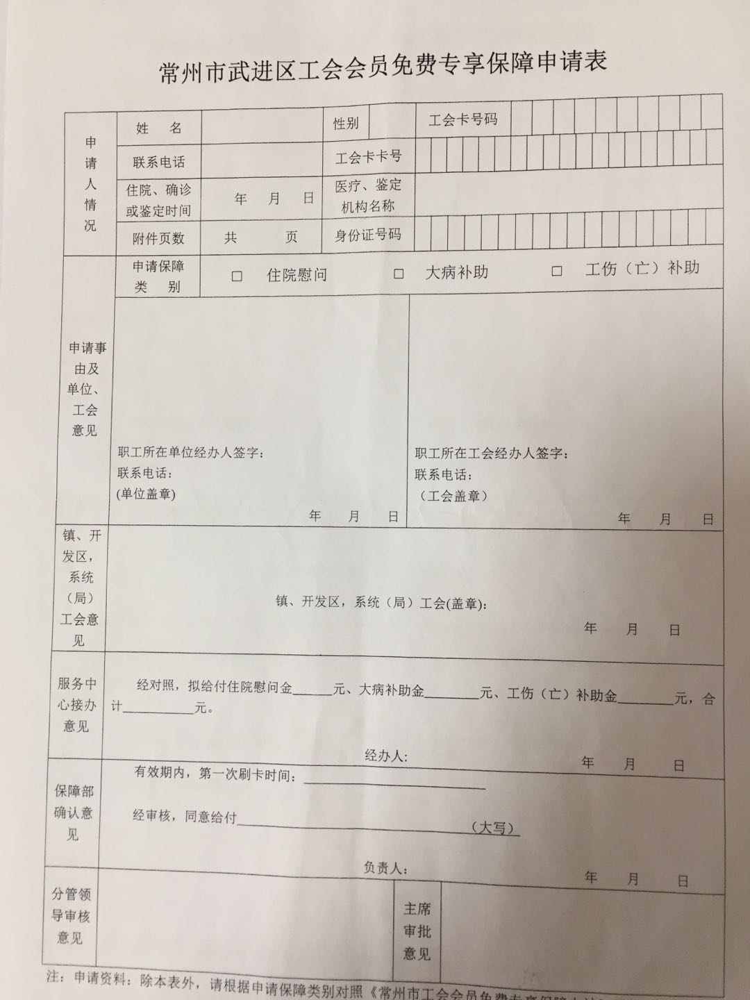 常州市武进区工会会员免费专享保障申请表
申请人情况
姓 名
性别
工会卡号码
联系电话
工会卡卡号
住院、确诊
或鉴定时间
年 月 日
医疗、鉴定
机构名称
附件页数
共 页
身份证号码
申请事
由及
单位、
工会
意见
申请保障
类 别
□ 住院慰问 □ 大病补助 □ 工伤（亡）补助
职工所在单位经办人签字：
联系电话：
(单位盖章)
年 月 日
职工所在工会经办人签字：
联系电话：
（工会盖章）
年 月 日
镇、开
发区，
系统
（局）
工会意
见
镇、开发区，系统（局）工会(盖章)：
年 月 日
服务中
心接办
意见
经对照，拟给付住院慰问金______元、大病补助金________元、工伤（亡）补助金________元，合
计__________元。
经办人: 年 月 日
保障部
确认意
见
有效期内，第一次刷卡时间：
经审核，同意给付 （大写）
负责人： 年 月 日
分管领
导审核
意见
主席
审批
意见
注：申请资料：除本表外，请根据申请保障类别对照《常州市工会会员免费专享保障